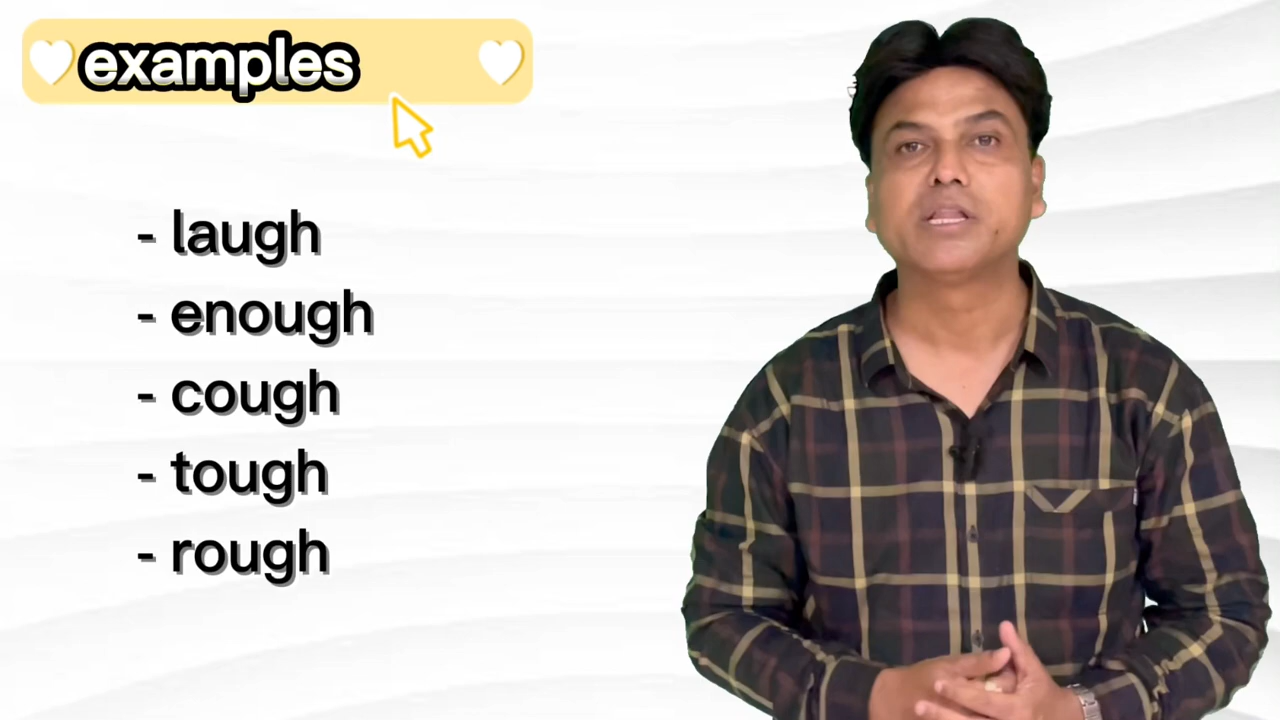 examples
- laugh
- enough
- cough
- tough
- rough